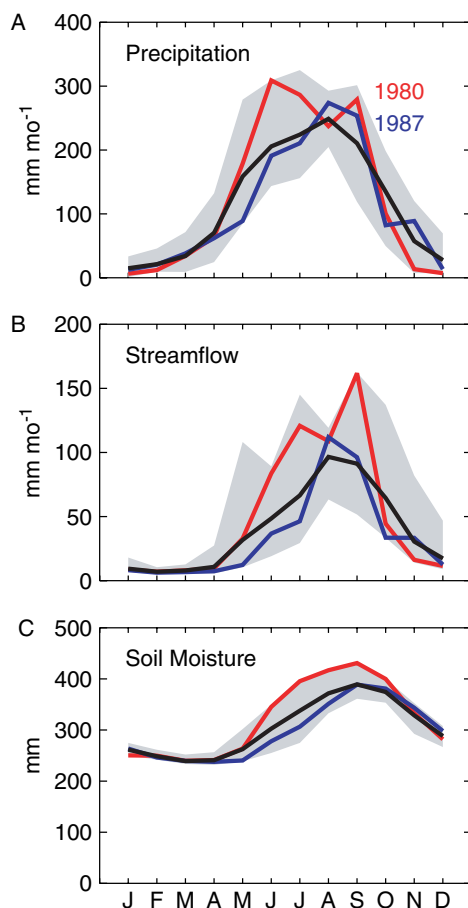 A
Precipitation
1980
1987
mm mo-1
400
300
200
100
0
B
Streamflow
mm mo-1
200
150
100
50
0
C
Soil Moisture
mm
500
400
300
200
100
0
J F M A M J J A S O N D